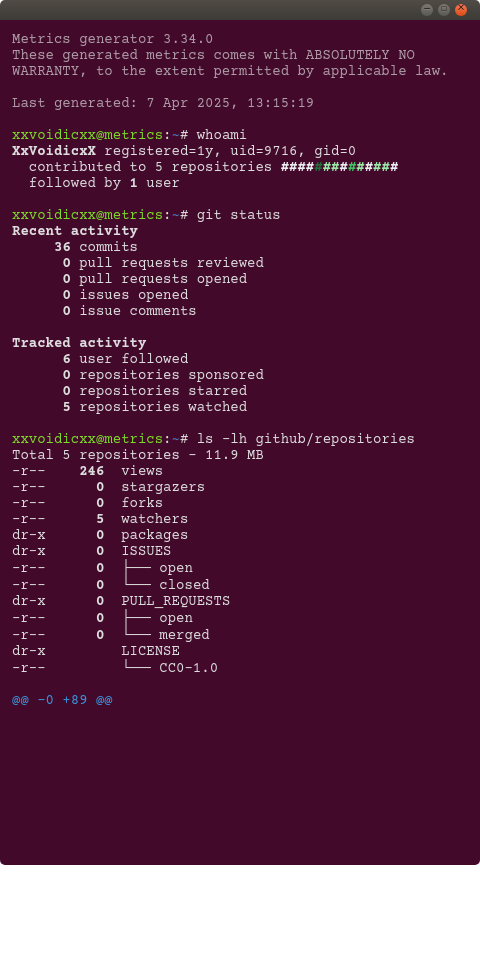 Metrics generator 3.34.0
These generated metrics comes with ABSOLUTELY NO
WARRANTY, to the extent permitted by applicable law.
Last generated: 7 Apr 2025, 13:15:19
xxvoidicxx@metrics:~# whoami
XxVoidicxX registered=1y, uid=9716, gid=0
  contributed to 5 repositories ##############
  followed by 1 user
xxvoidicxx@metrics:~# git status
Recent activity
     36 commits
      0 pull requests reviewed
      0 pull requests opened
      0 issues opened
      0 issue comments
Tracked activity
      6 user followed
      0 repositories sponsored
      0 repositories starred
      5 repositories watched
xxvoidicxx@metrics:~# ls -lh github/repositories
Total 5 repositories - 11.9 MB
-r--    246  views
-r--      0  stargazers
-r--      0  forks
-r--      5  watchers
dr-x      0  packages
dr-x      0  ISSUES
-r--      0  ├── open
-r--      0  └── closed
dr-x      0  PULL_REQUESTS
-r--      0  ├── open
-r--      0  └── merged
dr-x         LICENSE
-r--         └── CC0-1.0
@@ -0 +89 @@